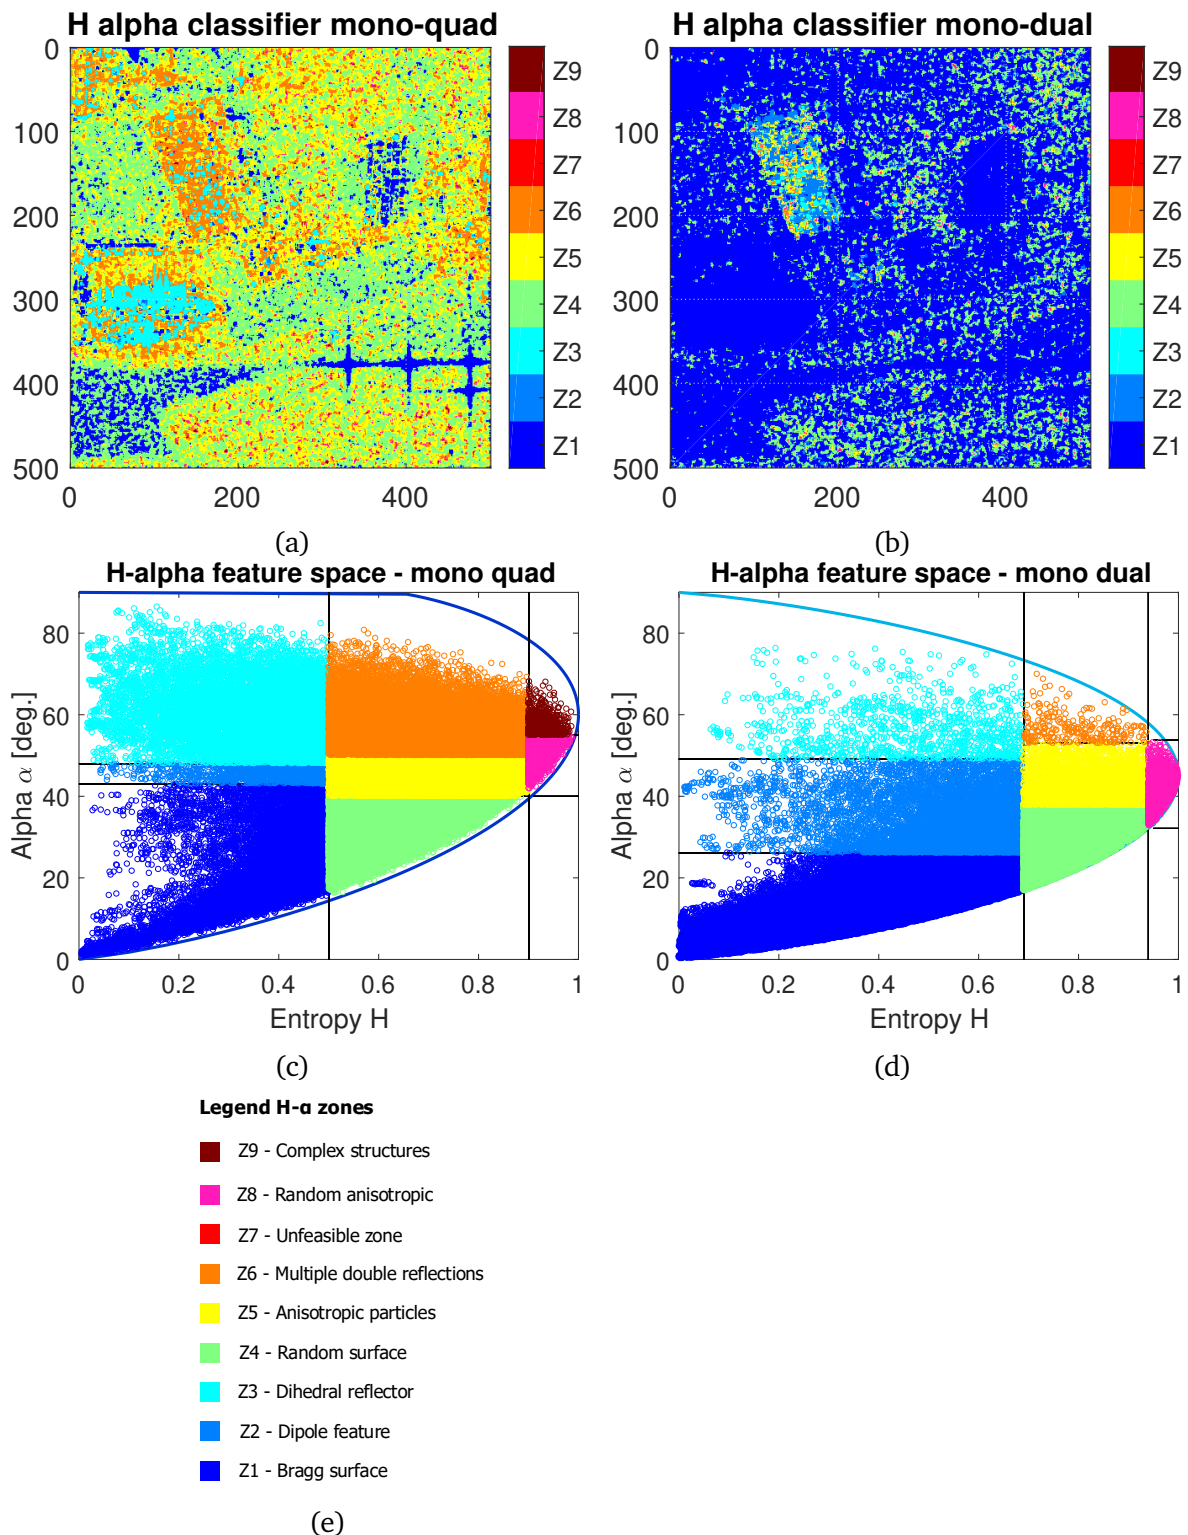 H alpha classifier mono-quad
H alpha classifier mono-dual
0
100
200
300
400
500
0
200
400
Z9
Z8
Z7
Z6
Z5
Z4
Z3
Z2
Z1
0
100
200
300
400
500
0
200
400
Z9
Z8
Z7
Z6
Z5
Z4
Z3
Z2
Z1
(a)
(b)
H-alpha feature space - mono quad
H-alpha feature space - mono dual
Alpha α [deg.]
80
60
40
20
0
0
0.2
0.4
0.6
0.8
1
Entropy H
Alpha α [deg.]
80
60
40
20
0
0
0.2
0.4
0.6
0.8
1
Entropy H
(c)
(d)
Legend H-α zones
Z9 - Complex structures
Z8 - Random anisotropic
Z7 - Unfeasible zone
Z6 - Multiple double reflections
Z5 - Anisotropic particles
Z4 - Random surface
Z3 - Dihedral reflector
Z2 - Dipole feature
Z1 - Bragg surface
(e)